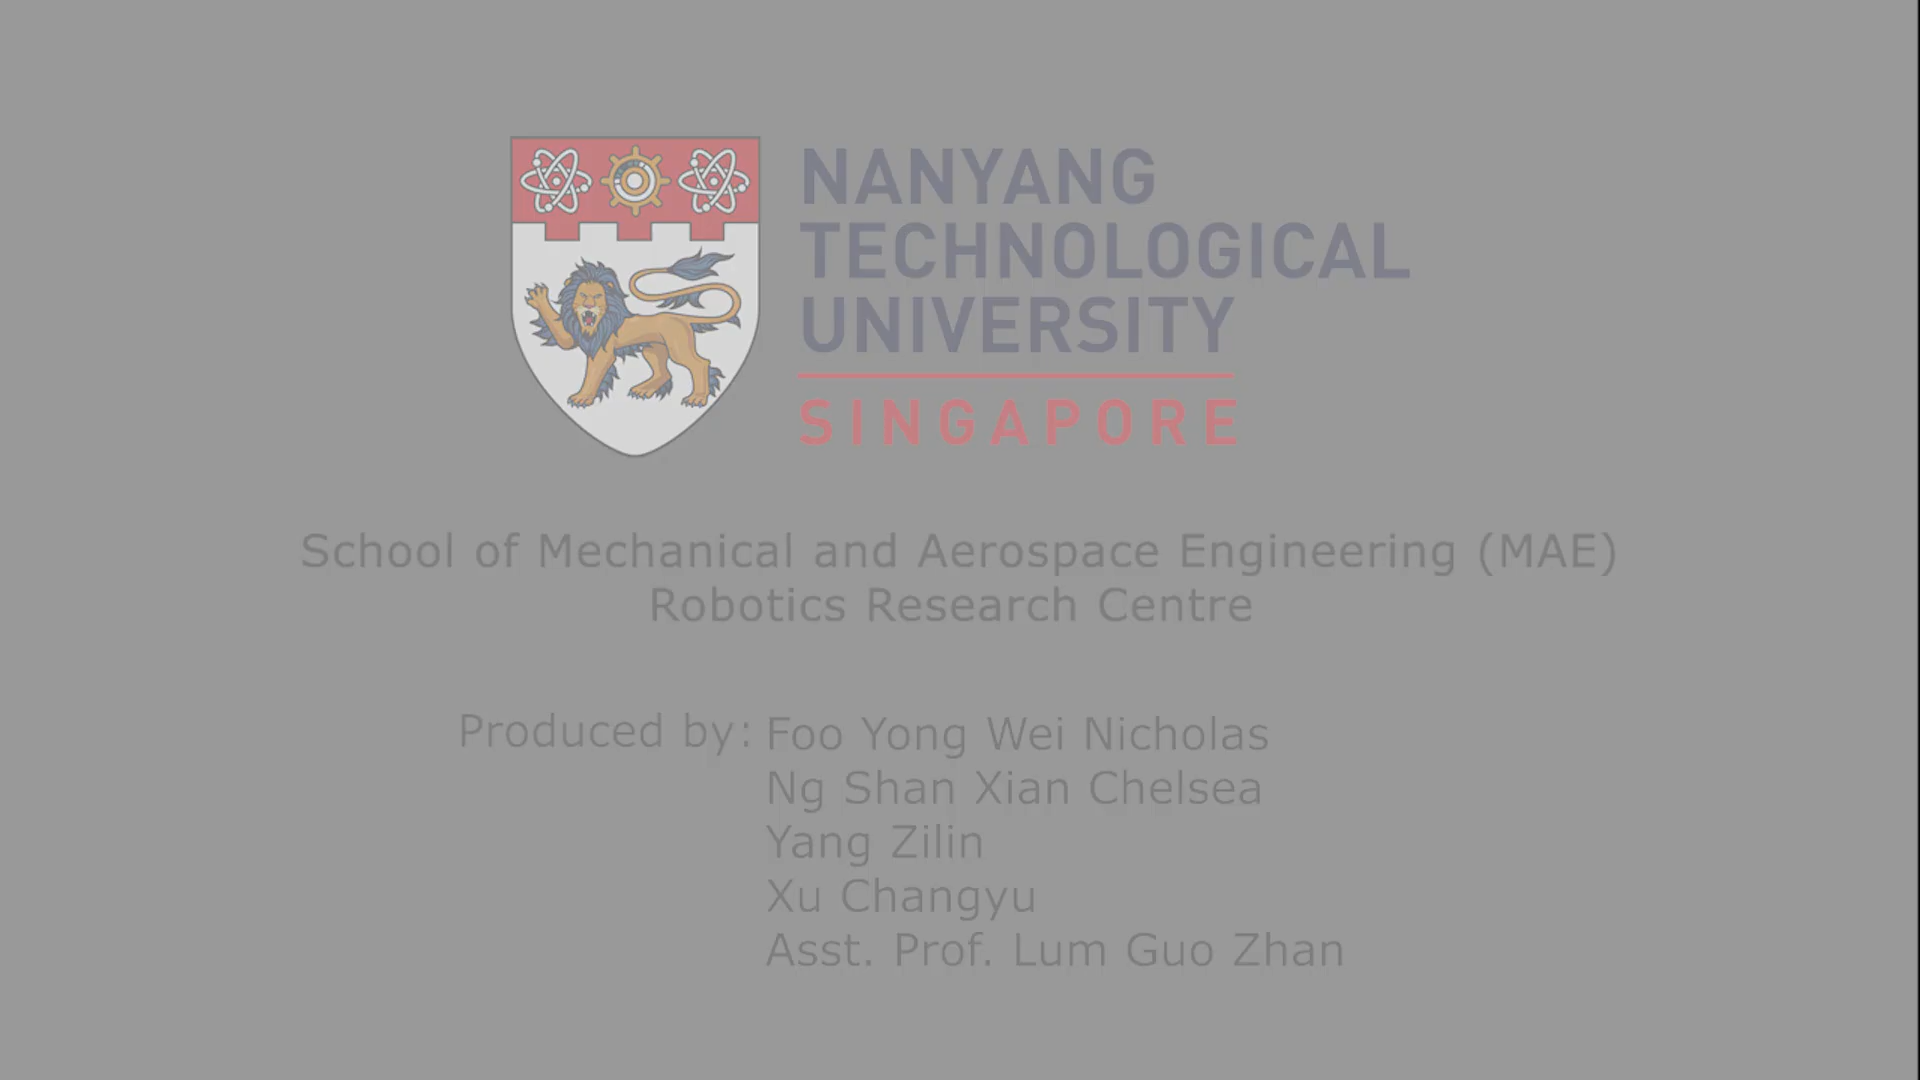 NANYANG
TECHNOLOGICAL
UNIVERSITY
SINGAPORE
School of Mechanical and Aerospace Engineering (MAE)
Robotics Research Centre
Produced by: Foo Yong Wei Nicholas
Ng Shan Xian Chelsea
Yang Zilin
Xu Changyu
Asst. Prof. Lum Guo Zhan